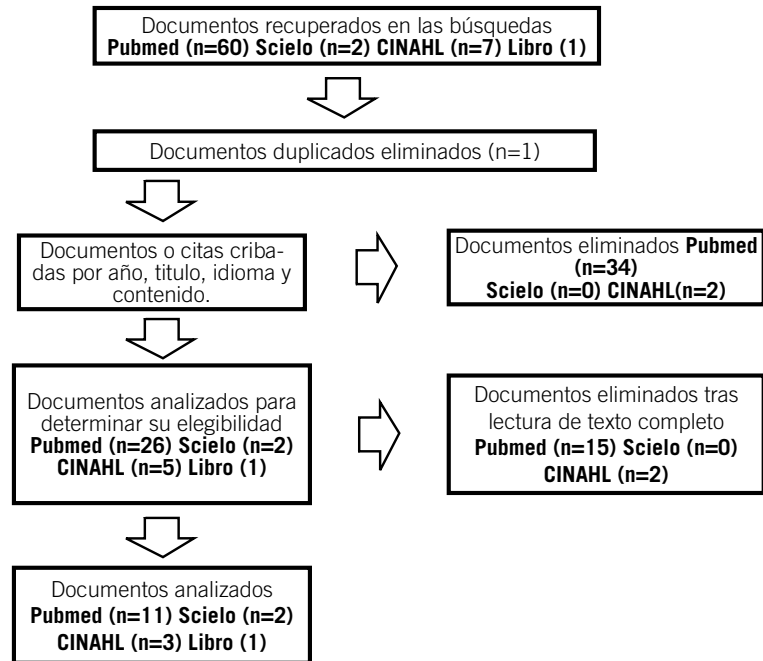 Documentos recuperados en las búsquedas
Pubmed (n=60) Scielo (n=2) CINAHL (n=7) Libro (1)
Documentos duplicados eliminados (n=1)
Documentos o citas criba-
das por año, titulo, idioma y
contenido.
Documentos eliminados Pubmed
(n=34)
Scielo (n=0) CINAHL(n=2)
Documentos analizados para
determinar su elegibilidad
Pubmed (n=26) Scielo (n=2)
CINAHL (n=5) Libro (1)
Documentos eliminados tras
lectura de texto completo
Pubmed (n=15) Scielo (n=0)
CINAHL (n=2)
Documentos analizados
Pubmed (n=11) Scielo (n=2)
CINAHL (n=3) Libro (1)